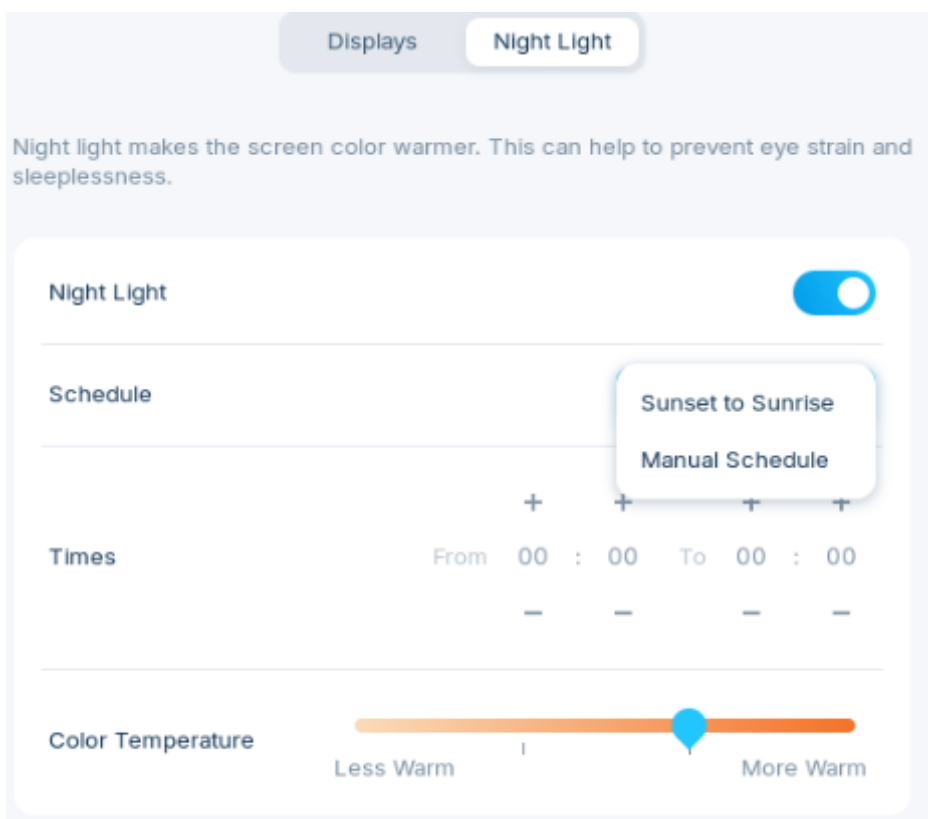 Displays Night Light
Night light makes the screen color warmer. This can help to prevent eye strain and
sleeplessness.
Night Light
Schedule
Sunset to Sunrise
Manual Schedule
+ + + +
Times From 00 : 00 To 00 : 00
− − − −
Color Temperature
Less Warm More Warm